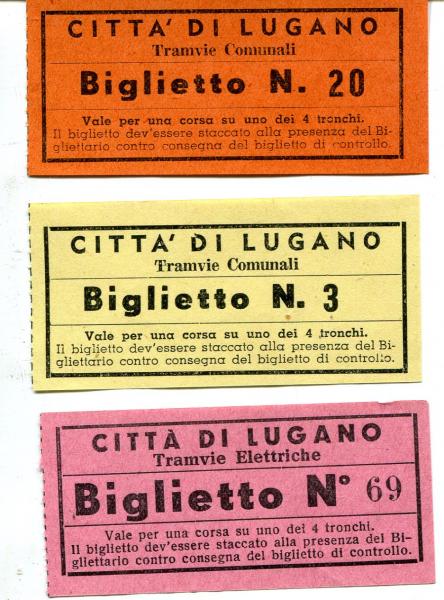 CITTA' DI LUGANO
Tramvie Comunali
Biglietto N. 20
Vale per una corsa su uno dei 4 tronchi.
Il biglietto dev'essere staccato alla presenza del Bi-
gliettario contro consegna del biglietto di controllo.
CITTA' DI LUGANO
Tramvie Comunali
Biglietto N. 3
Vale per una corsa su uno dei 4 tronchi.
Il biglietto dev'essere staccato alla presenza del Bi-
gliettario contro consegna del biglietto di controllo.
CITTÀ DI LUGANO
Tramvie Elettriche
Biglietto N° 69
Vale per una corsa su uno dei 4 tronchi.
Il biglietto dev'essere staccato alla presenza del Bi-
gliettario contro consegna del biglietto di controllo.